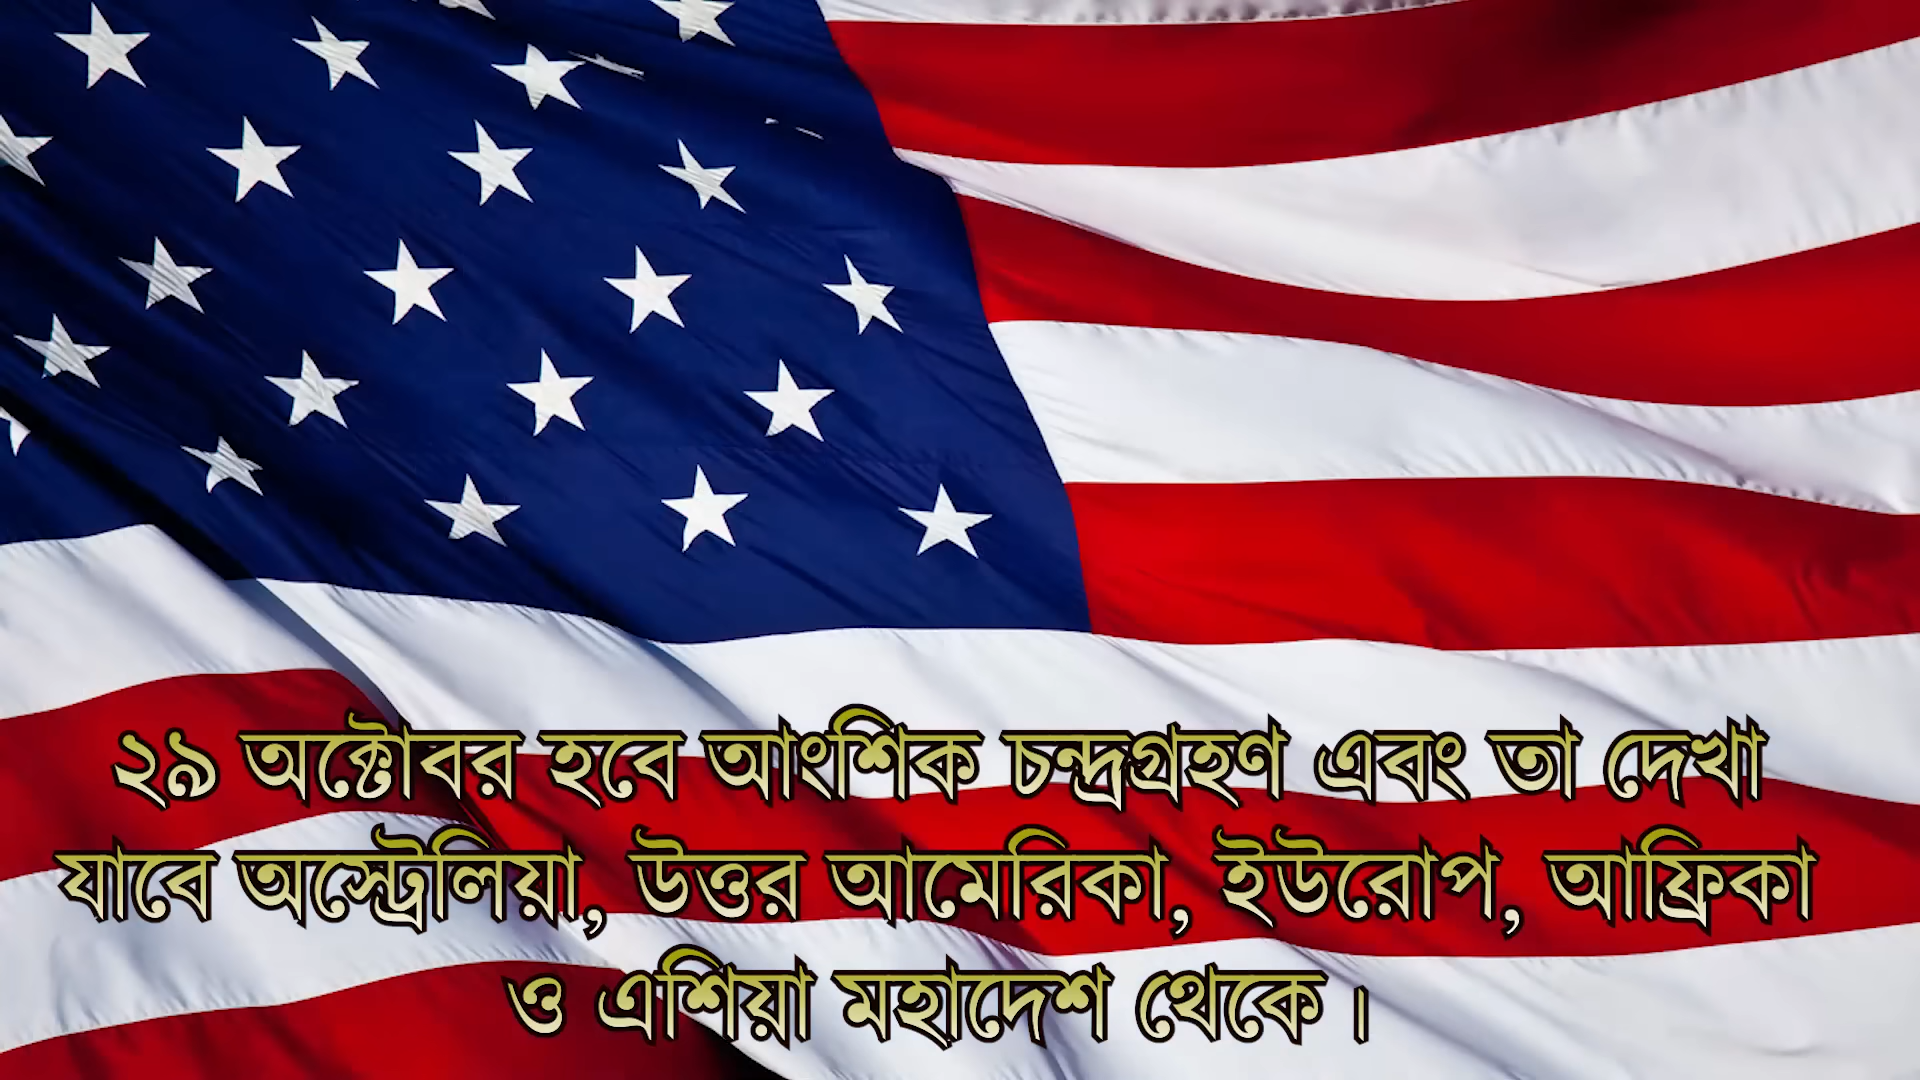 ২৯ অক্টোবর হবে আংশিক চন্দ্রগ্রহণ এবং তা দেখা
যাবে অস্ট্রেলিয়া, উত্তর আমেরিকা, ইউরোপ, আফ্রিকা
ও এশিয়া মহাদেশ থেকে।